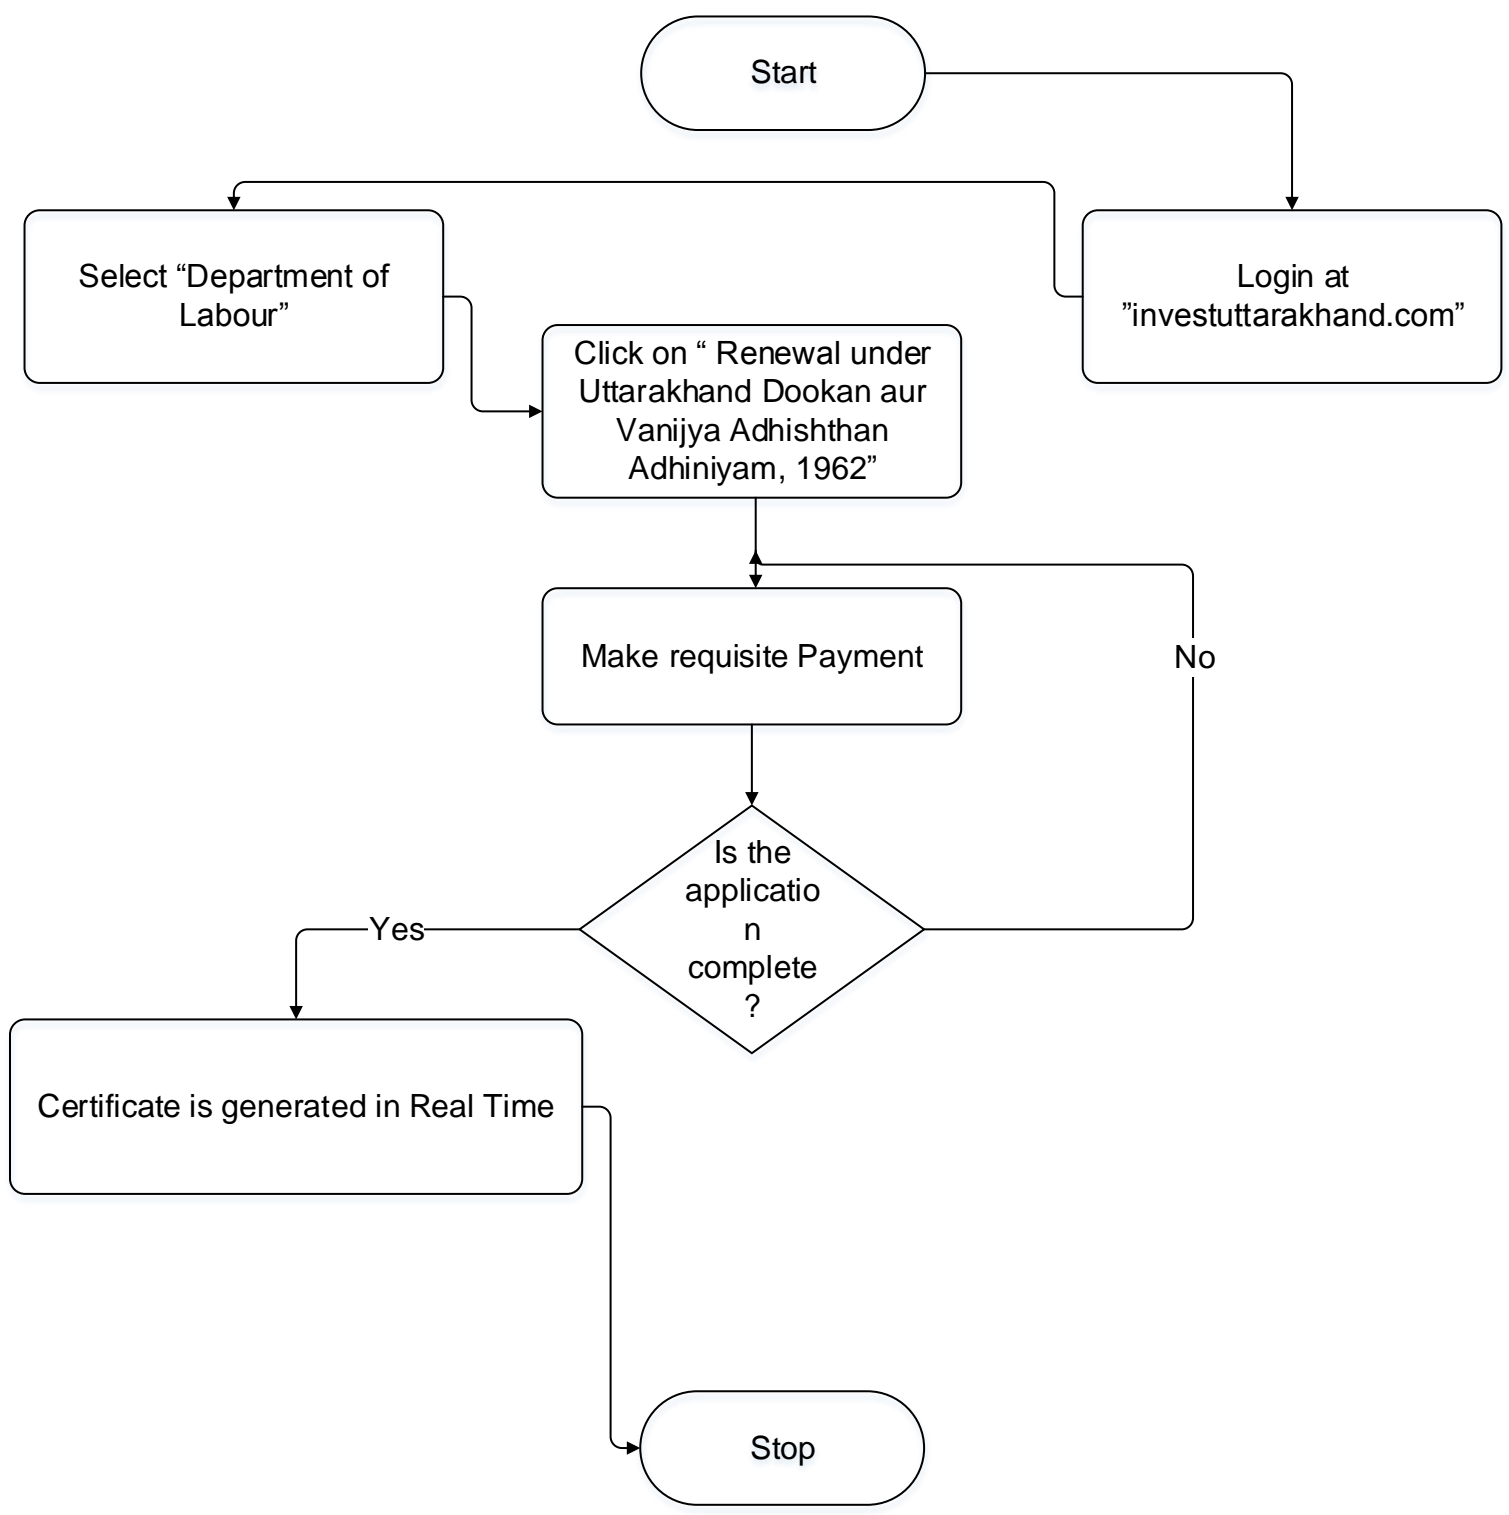 Start
Login at
”investuttarakhand.com”
Select “Department of
Labour”
Click on “ Renewal under
Uttarakhand Dookan aur
Vanijya Adhishthan
Adhiniyam, 1962”
Make requisite Payment
No
Is the
applicatio
n
complete
?
Yes
Certificate is generated in Real Time
Stop